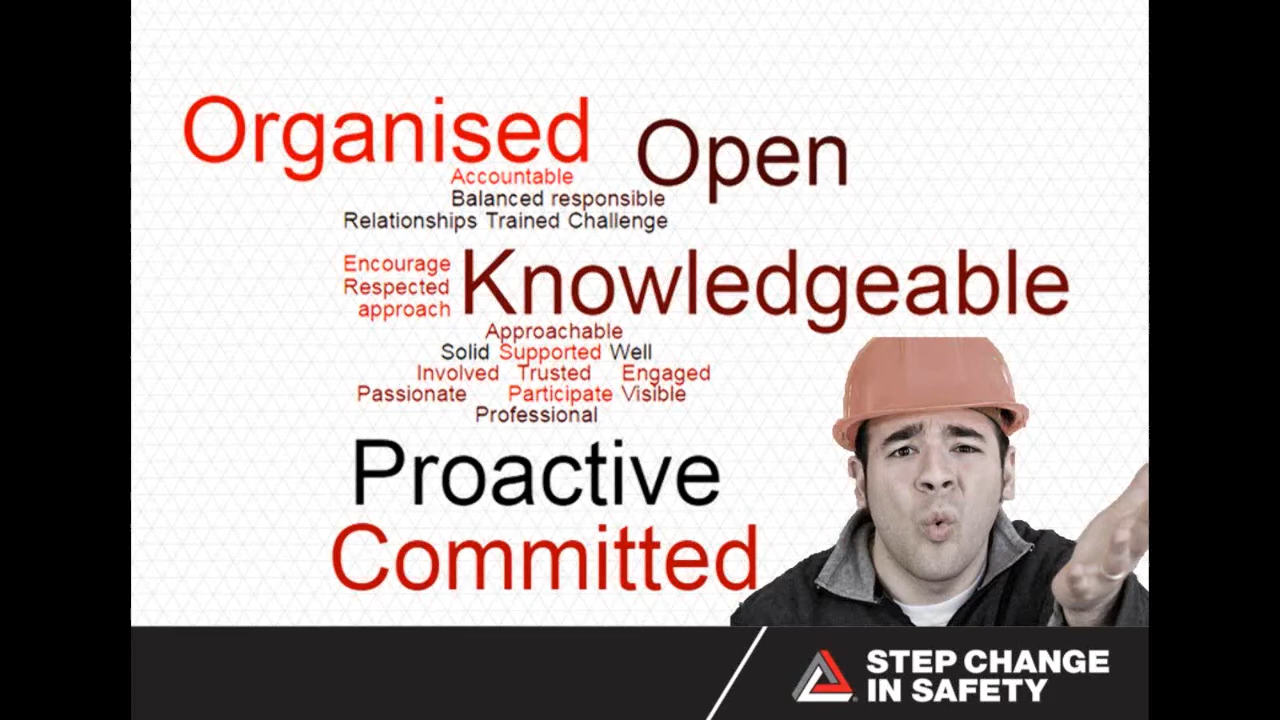 Organised
Open
Accountable
Balanced responsible
Relationships Trained Challenge
Encourage
Respected
approach
Knowledgeable
Approachable
Solid Supported Well
Involved Trusted Engaged
Passionate Participate Visible
Professional
Proactive
Committed
STEP CHANGE
IN SAFETY